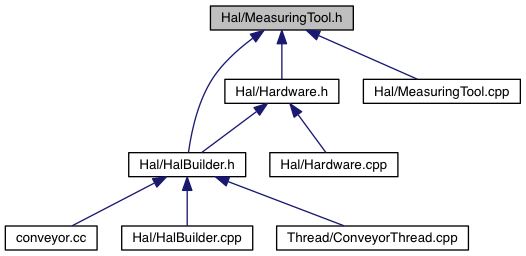 Hal/MeasuringTool.h
Hal/Hardware.h
Hal/MeasuringTool.cpp
Hal/HalBuilder.h
Hal/Hardware.cpp
conveyor.cc
Hal/HalBuilder.cpp
Thread/ConveyorThread.cpp